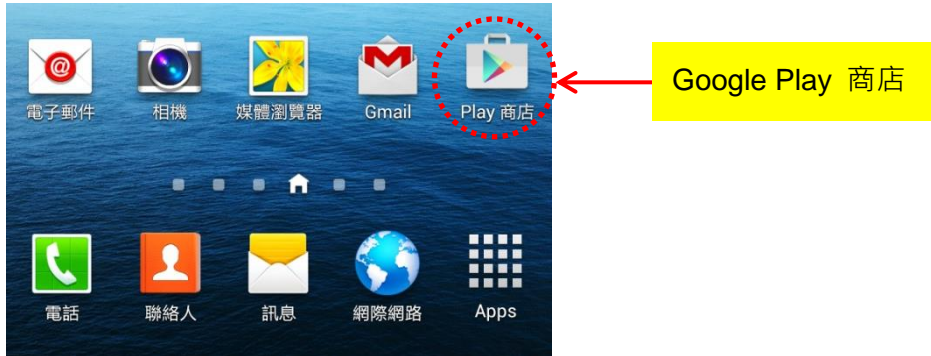 電子郵件
相機
媒體瀏覽器
Gmail
Play 商店
Google Play 商店
電話
聯絡人
訊息
網際網路
Apps